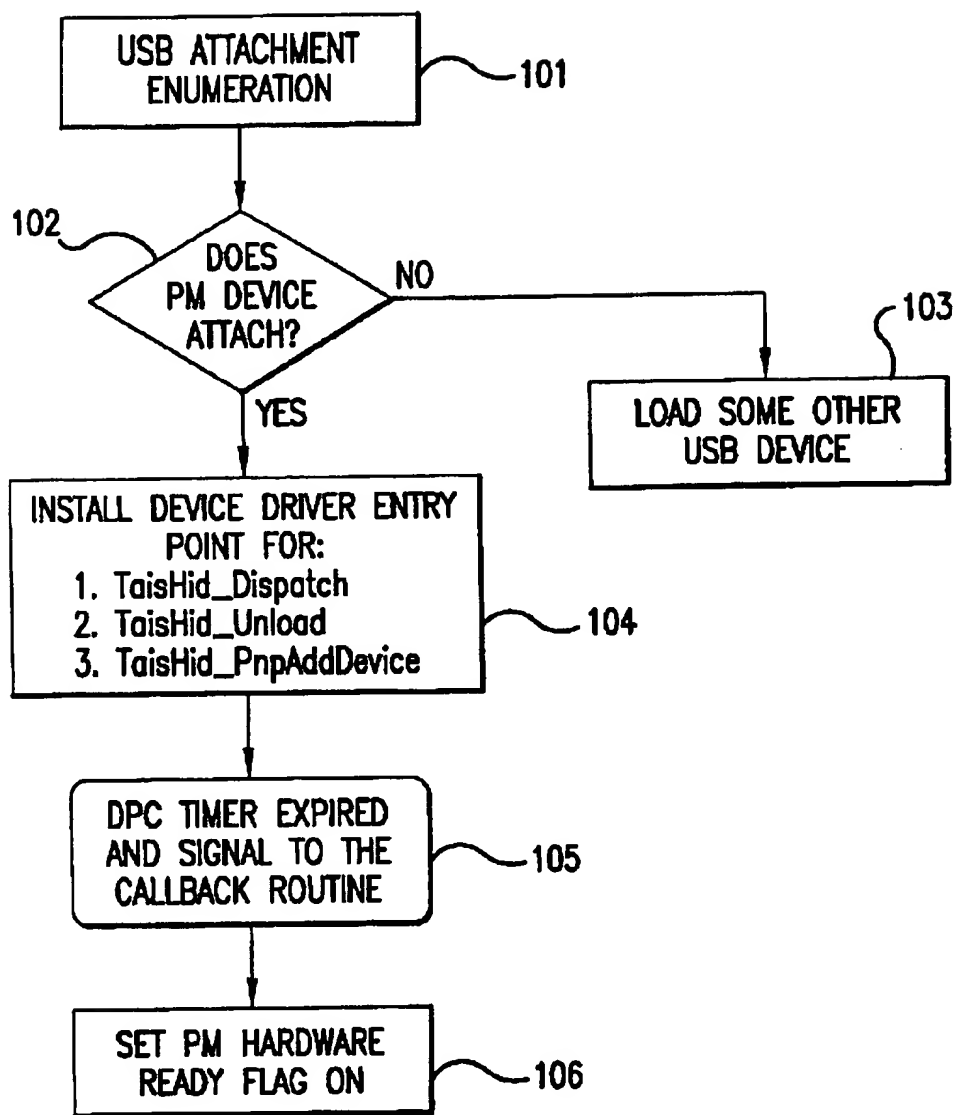 USB ATTACHMENT
ENUMERATION
101
102
DOES
PM DEVICE
ATTACH?
NO
103
LOAD SOME OTHER
USB DEVICE
YES
INSTALL DEVICE DRIVER ENTRY
POINT FOR:
1. TaisHid_Dispatch
2. TaisHid_Unload
3. TaisHid_PnpAddDevice
104
DPC TIMER EXPIRED
AND SIGNAL TO THE
CALLBACK ROUTINE
105
SET PM HARDWARE
READY FLAG ON
106